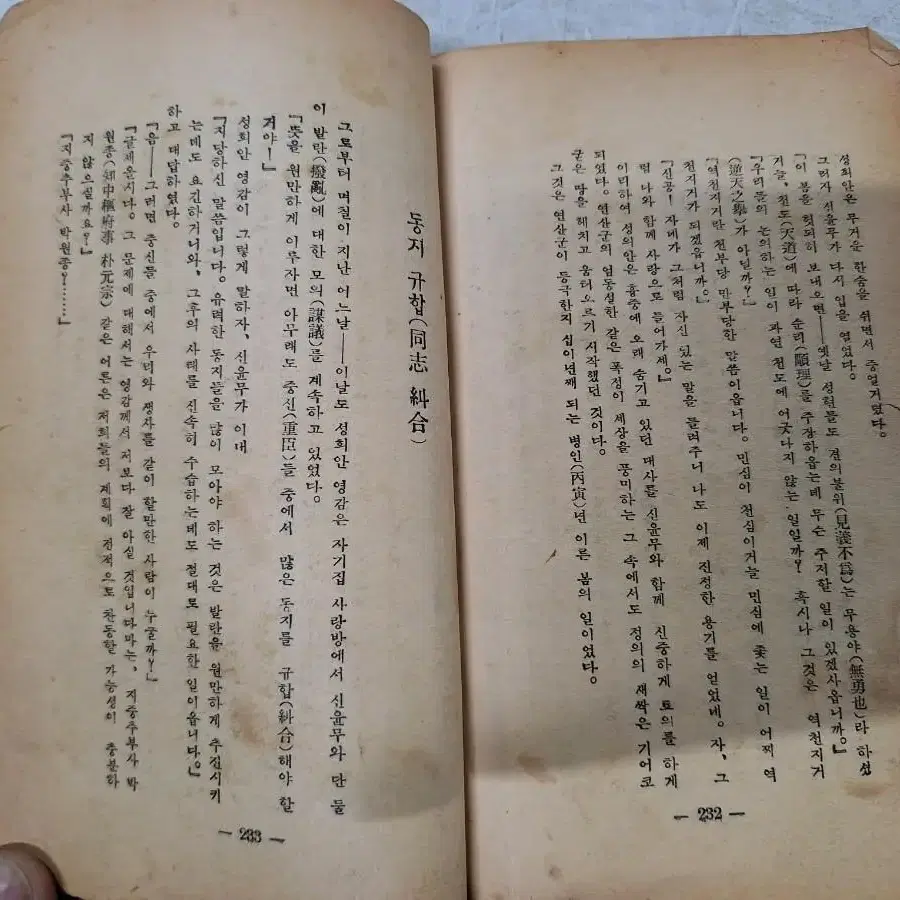 성희안은 무거운 한숨을 쉬면서 중얼거렸다.
그러자 신윤무가 다시 입을 열었다.
『이 몸을 헛되히 보내오면――옛날 성현들도 견의불위(見義不爲)는 무용야(無勇也)라 하셨
거늘, 천도(天道)에 따라 순리(順理)를 주장하옵는데 무슨 주저할 일이 있겠사옵니까?』
『우리들의 논의하는 일이 과연 천도에 어긋나지 않는 일일까? 혹시나 그것은 역천지거
(逆天之擧)가 아닐까?』
『역천지거란 천부당 만부당한 말씀이옵니다. 민심이 천심이거늘 민심에 좇는 일이 어찌 역
천지거가 되겠읍니까.』
『신공! 자네가 그처럼 자신있는 말을 들려주니 나도 이제 진정한 용기를 얻었네. 자, 그
럼 나와 함께 사랑으로 들어가세.』
이리하여 성희안은 흉중에 오래 숨기고 있던 대사를 신윤무와 함께 신중하게 토의를 하게
되었다. 연산군의 엄동설한 같은 폭정이 세상을 풍미하는 그 속에서도 정의의 새싹은 기어코
굳은 땅을 헤치고 움터오르기 시작했던 것이다.
그것은 연산군이 등극한지 십이년째 되는 병인(丙寅)년 이른 봄의 일이었다.
― 232 ―
동지 규합(同志 糾合)
그로부터 며칠이 지난 어느날――이날도 성희안 영감은 자기집 사랑방에서 신윤무와 단 둘
이 발란(撥亂)에 대한 모의(謀議)를 계속하고 있었다.
『뜻을 원만하게 이루자면 아무래도 중신(重臣)들 중에서 많은 동지를 규합(糾合)해야 할
거야!』
성희안 영감이 그렇게 말하자, 신윤무가 이내
『지당하신 말씀입니다. 유력한 동지들을 많이 모아야 하는 것은 발란을 원만하게 추진시키
는데도 요긴하거니와, 그후의 사태를 신속히 수습하는데도 절대로 필요한 일이옵니다.』
하고 대답하였다.
『음――그러면 중신들 중에서 우리와 생사를 같이 할만한 사람이 누굴까?』
『글세올시다. 그 문제에 대해서는 영감께서 저보다 잘 아실 것입니다마는, 지중추부사 박
원종(知中樞府事 朴元宗) 같은 어른은 저희들의 계획에 정적으로 찬동할 가능성이 충분하
지 않으실까요?』
『지중추부사 박원종?……』
― 233 ―